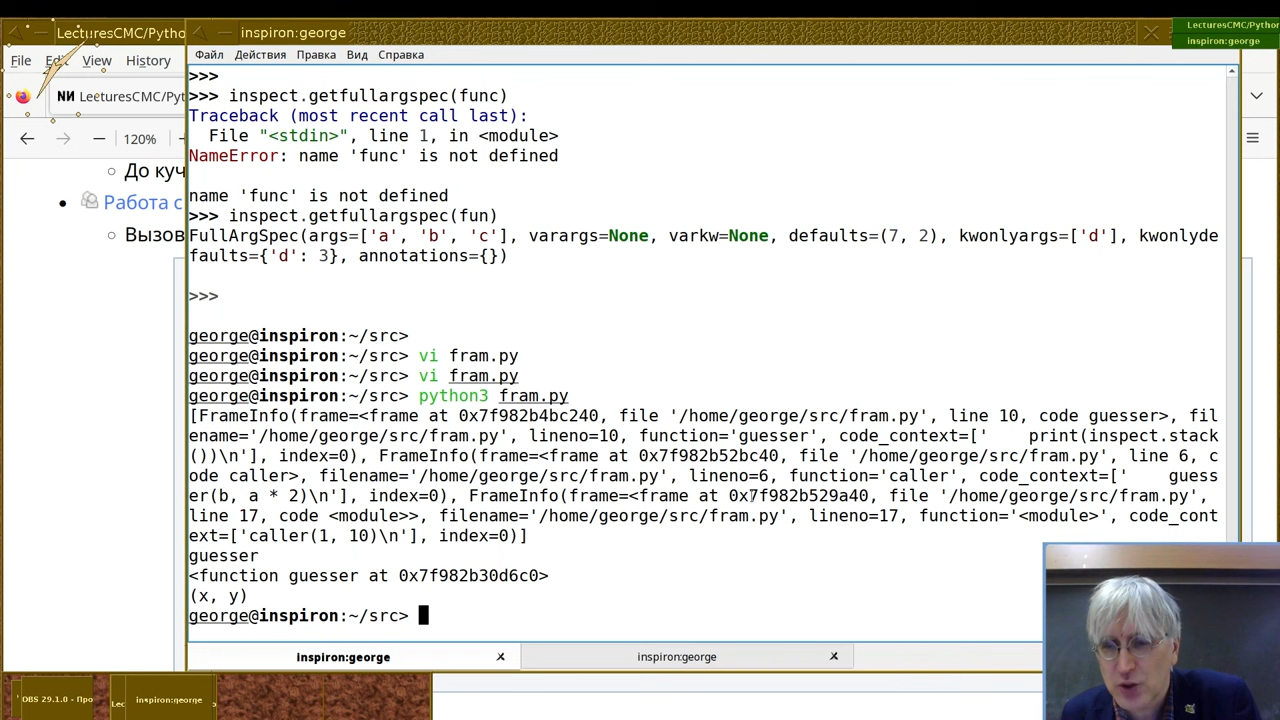 LecturesCMC/Pytho
inspiron:george
LecturesCMC/Python
inspiron:george
File Edit View History
Файл Действия Правка Вид Справка
LecturesCMC/Pyt
120%
До куч
Работа с
Вызов
>>>
>>> inspect.getfullargspec(func)
Traceback (most recent call last):
  File "<stdin>", line 1, in <module>
NameError: name 'func' is not defined
name 'func' is not defined
>>> inspect.getfullargspec(fun)
FullArgSpec(args=['a', 'b', 'c'], varargs=None, varkw=None, defaults=(7, 2), kwonlyargs=['d'], kwonlyde
faults={'d': 3}, annotations={})
>>>
george@inspiron:~/src>
george@inspiron:~/src> vi fram.py
george@inspiron:~/src> vi fram.py
george@inspiron:~/src> python3 fram.py
[FrameInfo(frame=<frame at 0x7f982b4bc240, file '/home/george/src/fram.py', line 10, code guesser>, fil
ename='/home/george/src/fram.py', lineno=10, function='guesser', code_context=['    print(inspect.stack
())\n'], index=0), FrameInfo(frame=<frame at 0x7f982b52bc40, file '/home/george/src/fram.py', line 6, c
ode caller>, filename='/home/george/src/fram.py', lineno=6, function='caller', code_context=['    guess
er(b, a * 2)\n'], index=0), FrameInfo(frame=<frame at 0x7f982b529a40, file '/home/george/src/fram.py',
line 17, code <module>>, filename='/home/george/src/fram.py', lineno=17, function='<module>', code_cont
ext=['caller(1, 10)\n'], index=0)]
guesser
<function guesser at 0x7f982b30d6c0>
(x, y)
george@inspiron:~/src>
inspiron:george
inspiron:george
OBS 29.1.0 - Про
Lec
inspiron:george